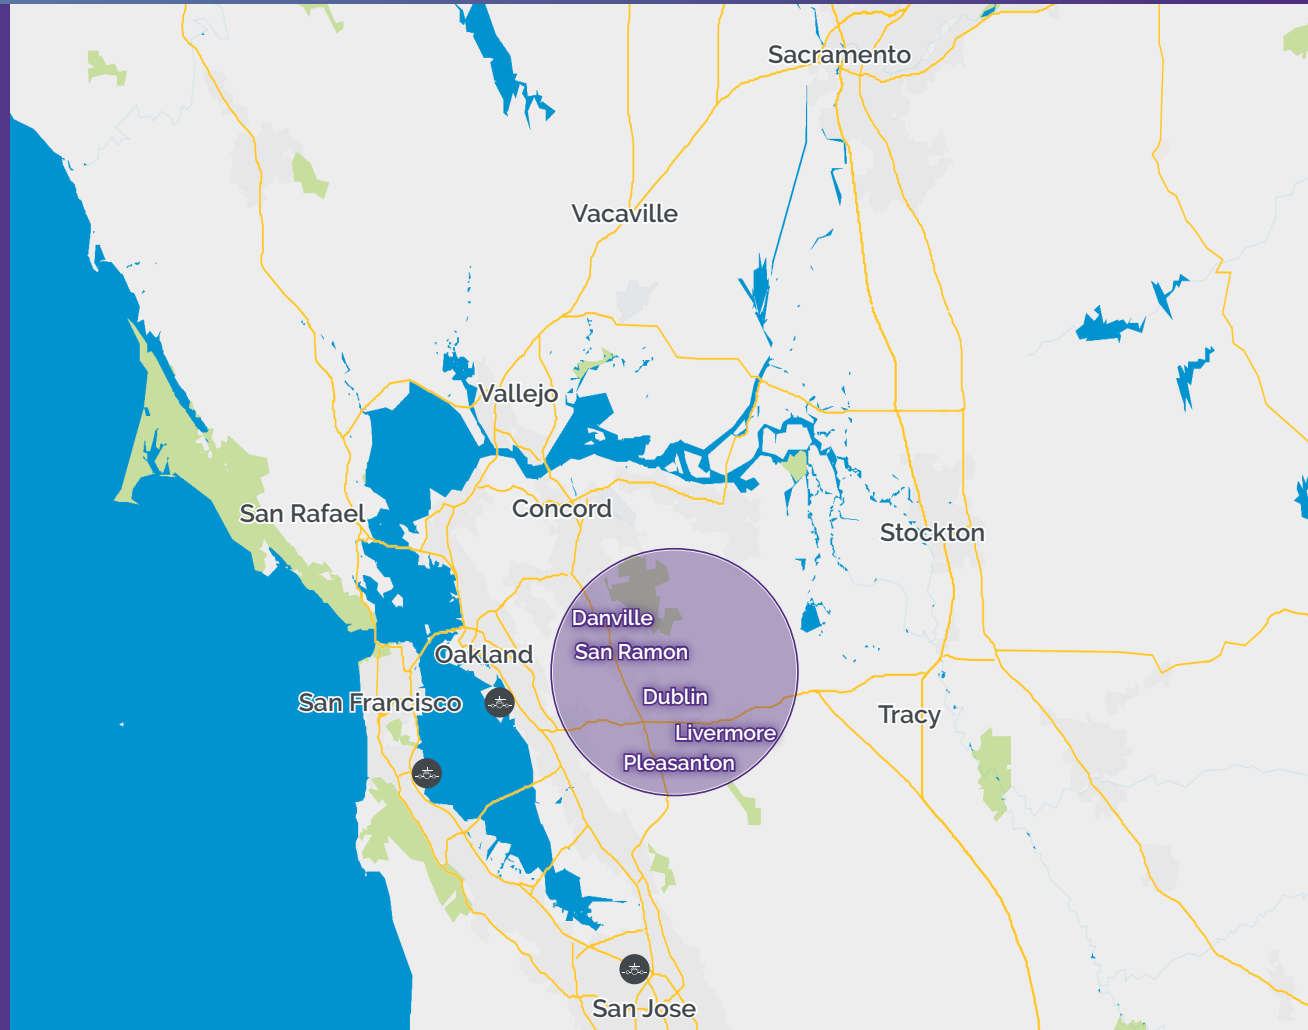 Sacramento
Vacaville
Vallejo
Concord
San Rafael
Stockton
Danville
San Ramon
Oakland
Dublin
San Francisco
Tracy
Livermore
Pleasanton
San Jose